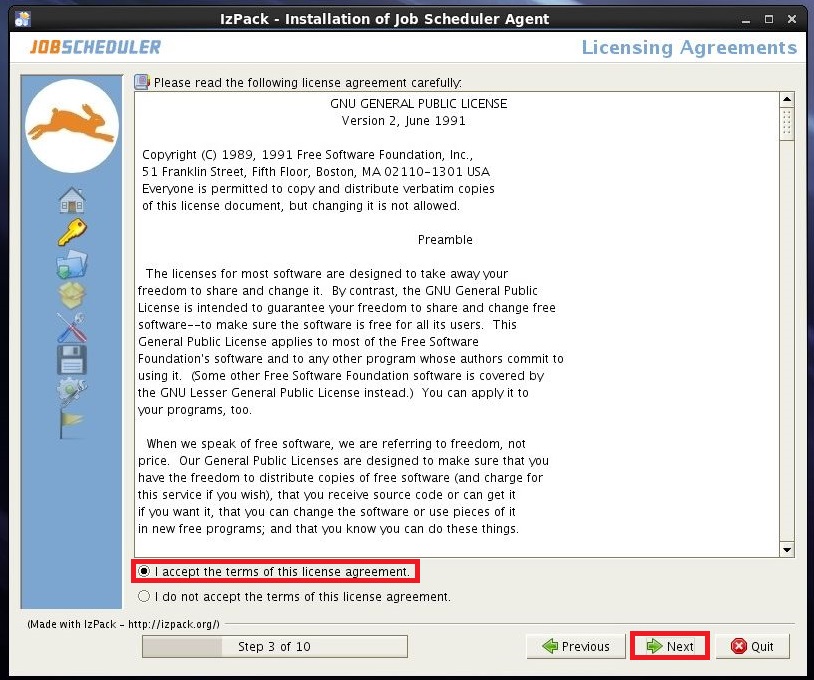 IzPack - Installation of Job Scheduler Agent
JOBSCHEDULER
Licensing Agreements
Please read the following license agreement carefully:
GNU GENERAL PUBLIC LICENSE
Version 2, June 1991
Copyright (C) 1989, 1991 Free Software Foundation, Inc.,
51 Franklin Street, Fifth Floor, Boston, MA 02110-1301 USA
Everyone is permitted to copy and distribute verbatim copies
of this license document, but changing it is not allowed.
Preamble
The licenses for most software are designed to take away your
freedom to share and change it. By contrast, the GNU General Public
License is intended to guarantee your freedom to share and change free
software--to make sure the software is free for all its users. This
General Public License applies to most of the Free Software
Foundation's software and to any other program whose authors commit to
using it. (Some other Free Software Foundation software is covered by
the GNU Lesser General Public License instead.) You can apply it to
your programs, too.
When we speak of free software, we are referring to freedom, not
price. Our General Public Licenses are designed to make sure that you
have the freedom to distribute copies of free software (and charge for
this service if you wish), that you receive source code or can get it
if you want it, that you can change the software or use pieces of it
in new free programs; and that you know you can do these things.
I accept the terms of this license agreement.
I do not accept the terms of this license agreement.
(Made with IzPack - http://izpack.org/)
Step 3 of 10
Previous
Next
Quit